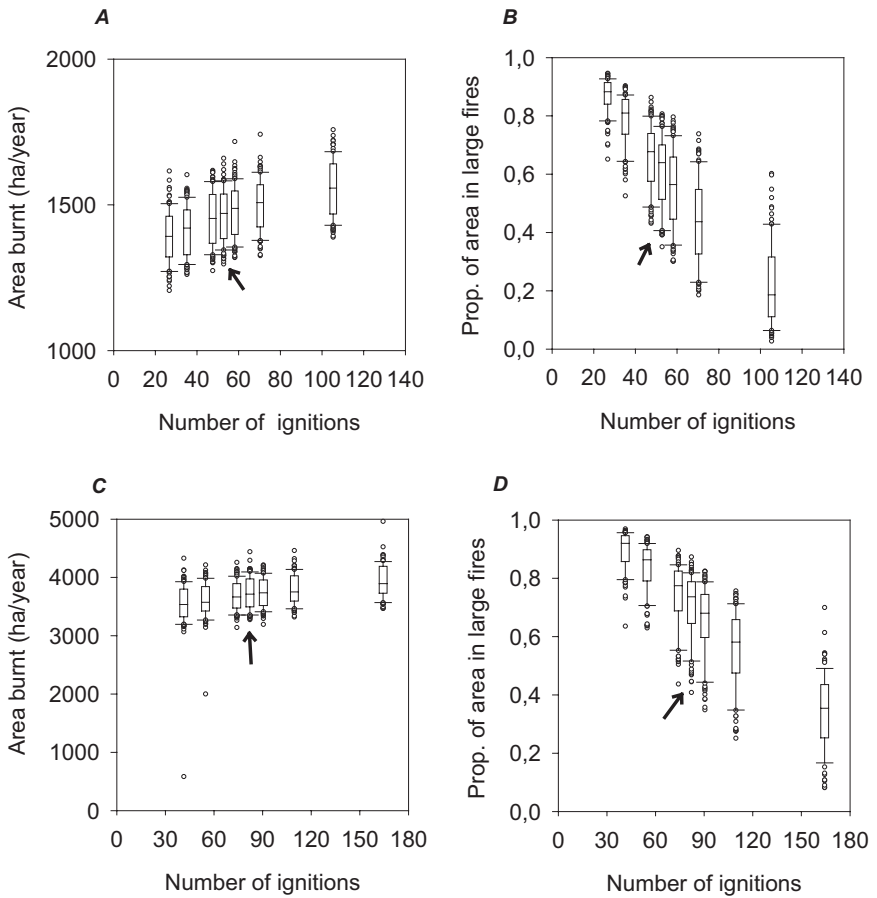 A
Area burnt (ha/year)
2000
1500
1000
0 20 40 60 80 100 120 140
Number of ignitions
B
Prop. of area in large fires
1,0
0,8
0,6
0,4
0,2
0,0
0 20 40 60 80 100 120 140
Number of ignitions
C
Area burnt (ha/year)
5000
4000
3000
2000
1000
0
0 30 60 90 120 150 180
Number of ignitions
D
Prop. of area in large fires
1,0
0,8
0,6
0,4
0,2
0,0
0 30 60 90 120 150 180
Number of ignitions